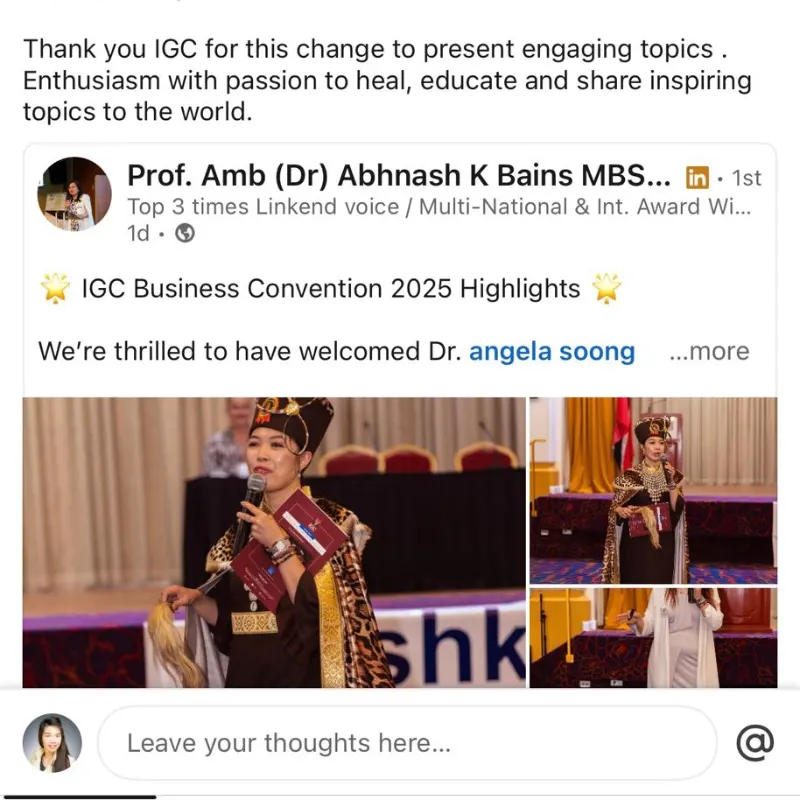 Thank you IGC for this change to present engaging topics .
Enthusiasm with passion to heal, educate and share inspiring
topics to the world.
Prof. Amb (Dr) Abhnash K Bains MBS... in • 1st
Top 3 times Linkend voice / Multi-National & Int. Award Wi...
1d •
🌟 IGC Business Convention 2025 Highlights 🌟
We’re thrilled to have welcomed Dr. angela soong ...more
shk
Leave your thoughts here...
@